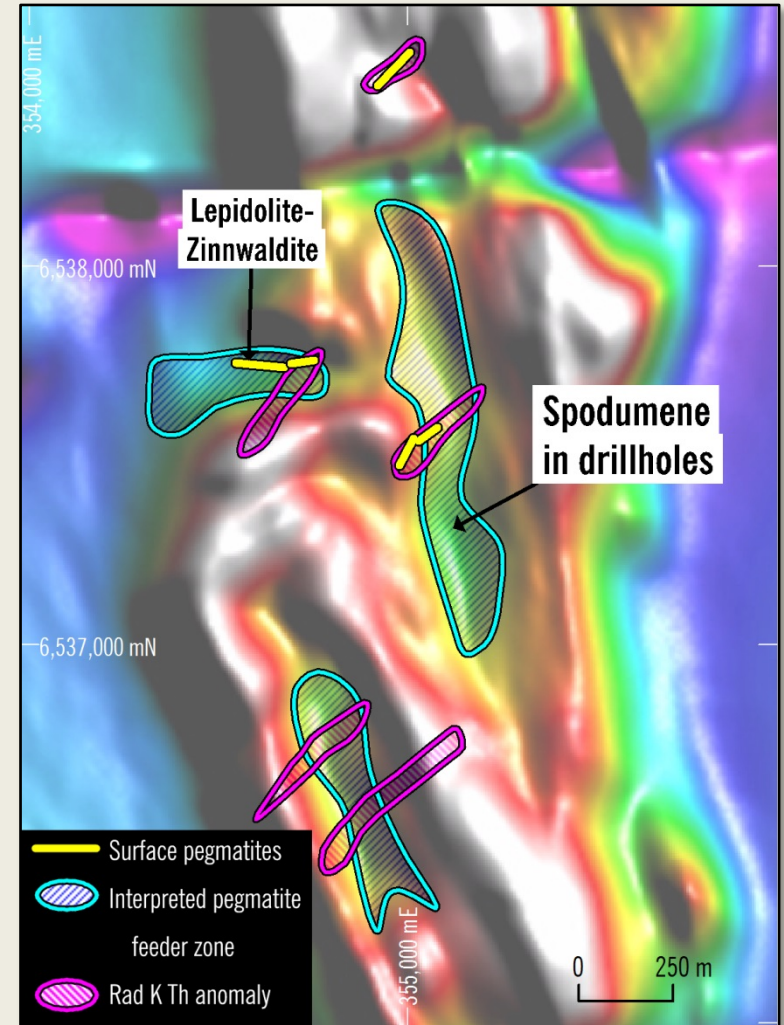 354,000 mE
Lepidolite-
Zinnwaldite
6,538,000 mN
Spodumene
in drillholes
6,537,000 mN
Surface pegmatites
Interpreted pegmatite
feeder zone
Rad K Th anomaly
355,000 mE
0 250 m